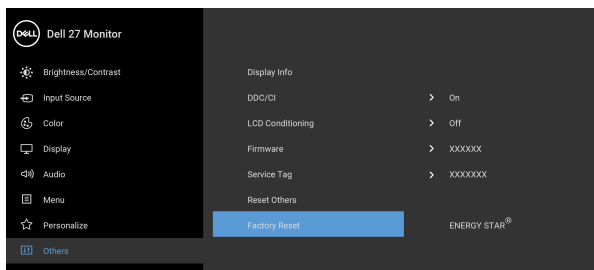 DELL Dell 27 Monitor
Brightness/Contrast Display Info
Input Source DDC/CI > On
Color LCD Conditioning > Off
Display Firmware > XXXXXX
Audio Service Tag > XXXXXXX
Menu Reset Others
Personalize Factory Reset ENERGY STAR®
Others